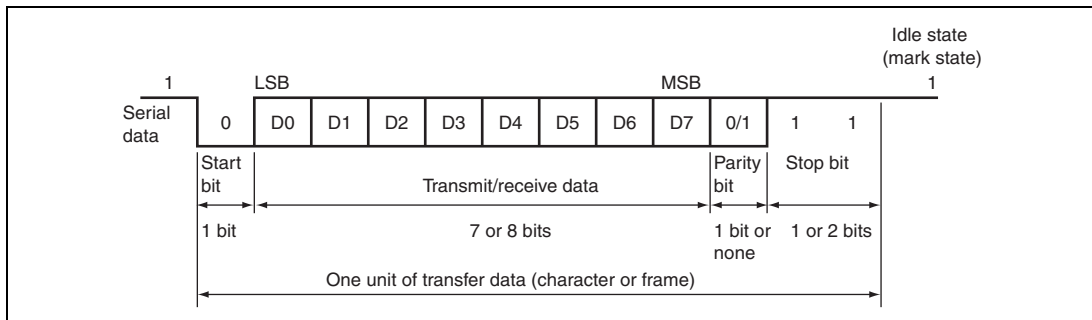 Idle state
(mark state)
1 LSB MSB 1
Serial
data
0 D0 D1 D2 D3 D4 D5 D6 D7 0/1 1 1
Start
bit
Transmit/receive data
Parity
bit
Stop bit
1 bit
7 or 8 bits
1 bit or
none
1 or 2 bits
One unit of transfer data (character or frame)